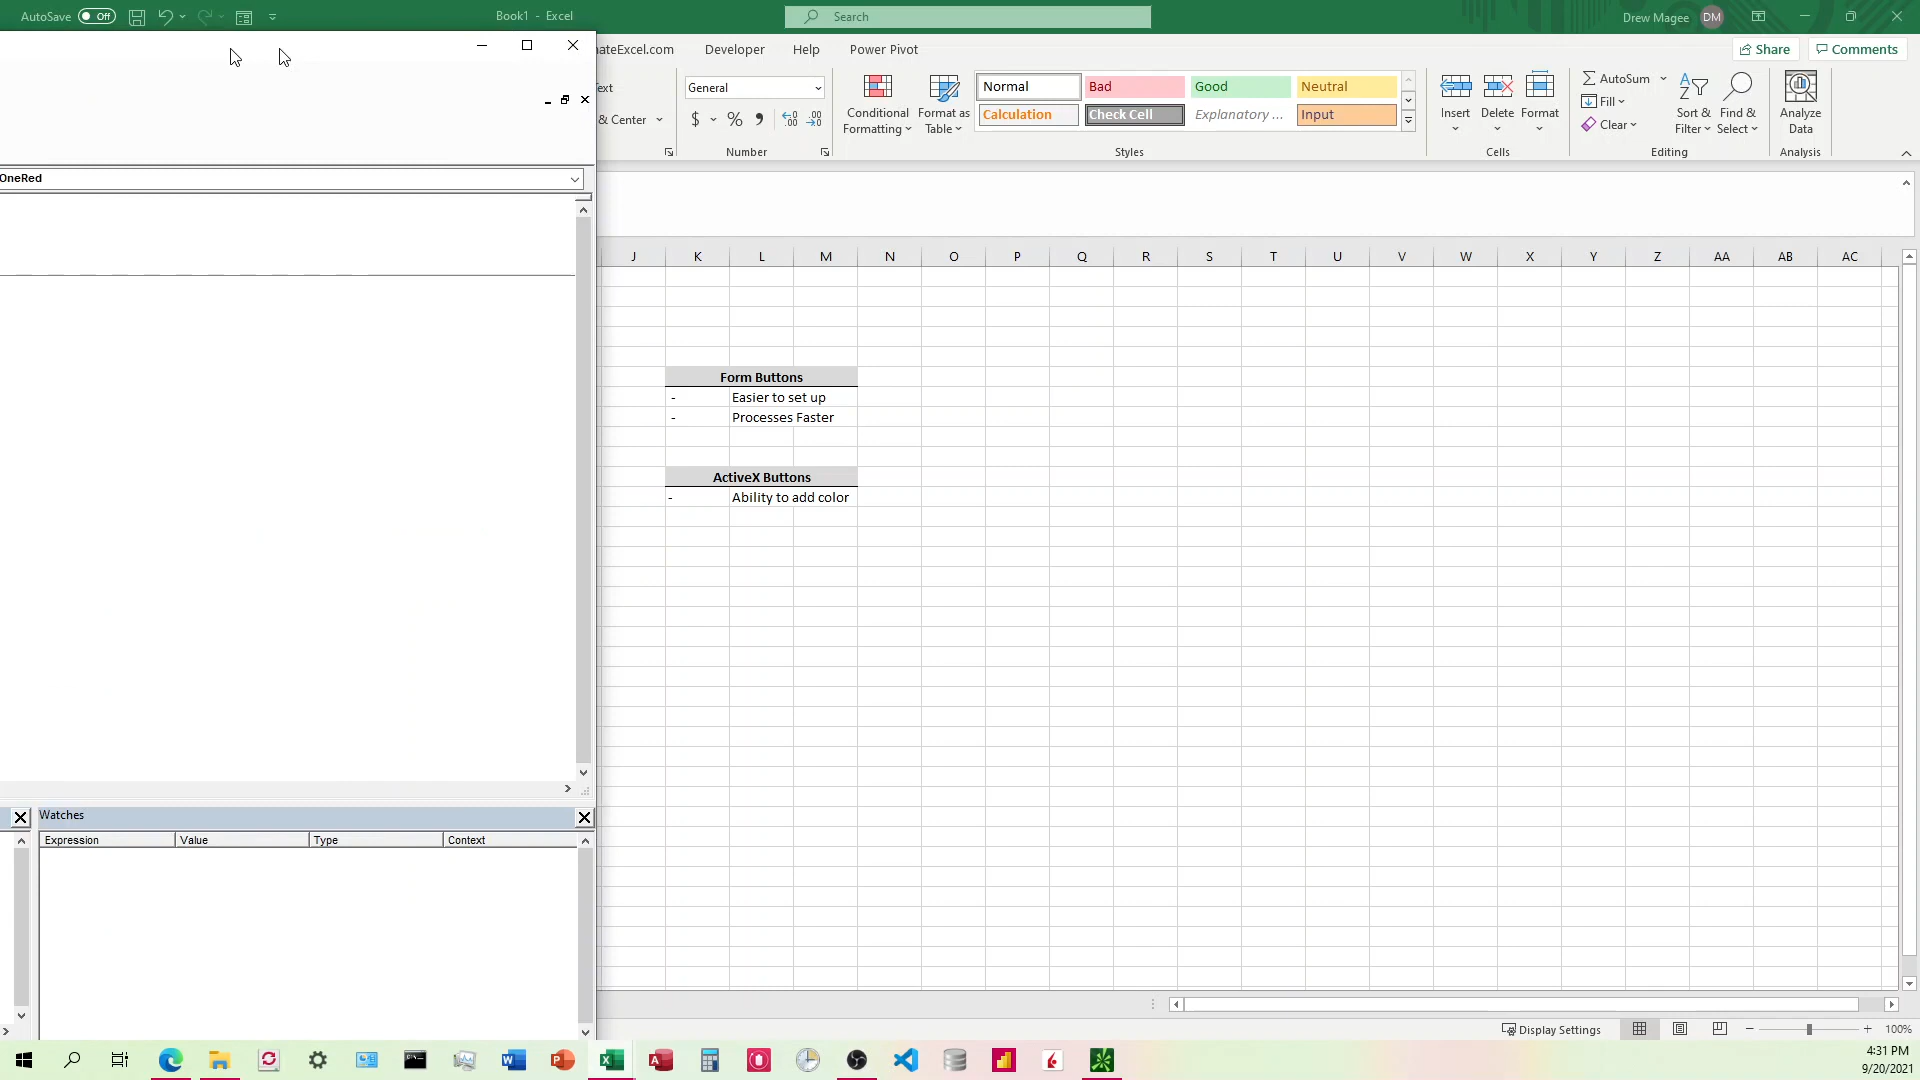 AutoSave Off
Book1 - Excel
Search
Drew Magee DM
mateExcel.com Developer Help Power Pivot
Share Comments
General
& Center
$ % ,
Conditional Formatting
Format as Table
Normal Bad Good Neutral
Calculation Check Cell Explanatory ... Input
Insert Delete Format
AutoSum
Fill
Clear
Sort & Filter
Find & Select
Analyze Data
Number Styles Cells Editing Analysis
OneRed
J K L M N O P Q R S T U V W X Y Z AA AB AC
Form Buttons
- Easier to set up
- Processes Faster
ActiveX Buttons
- Ability to add color
Watches
Expression Value Type Context
Display Settings
100%
4:31 PM
9/20/2021